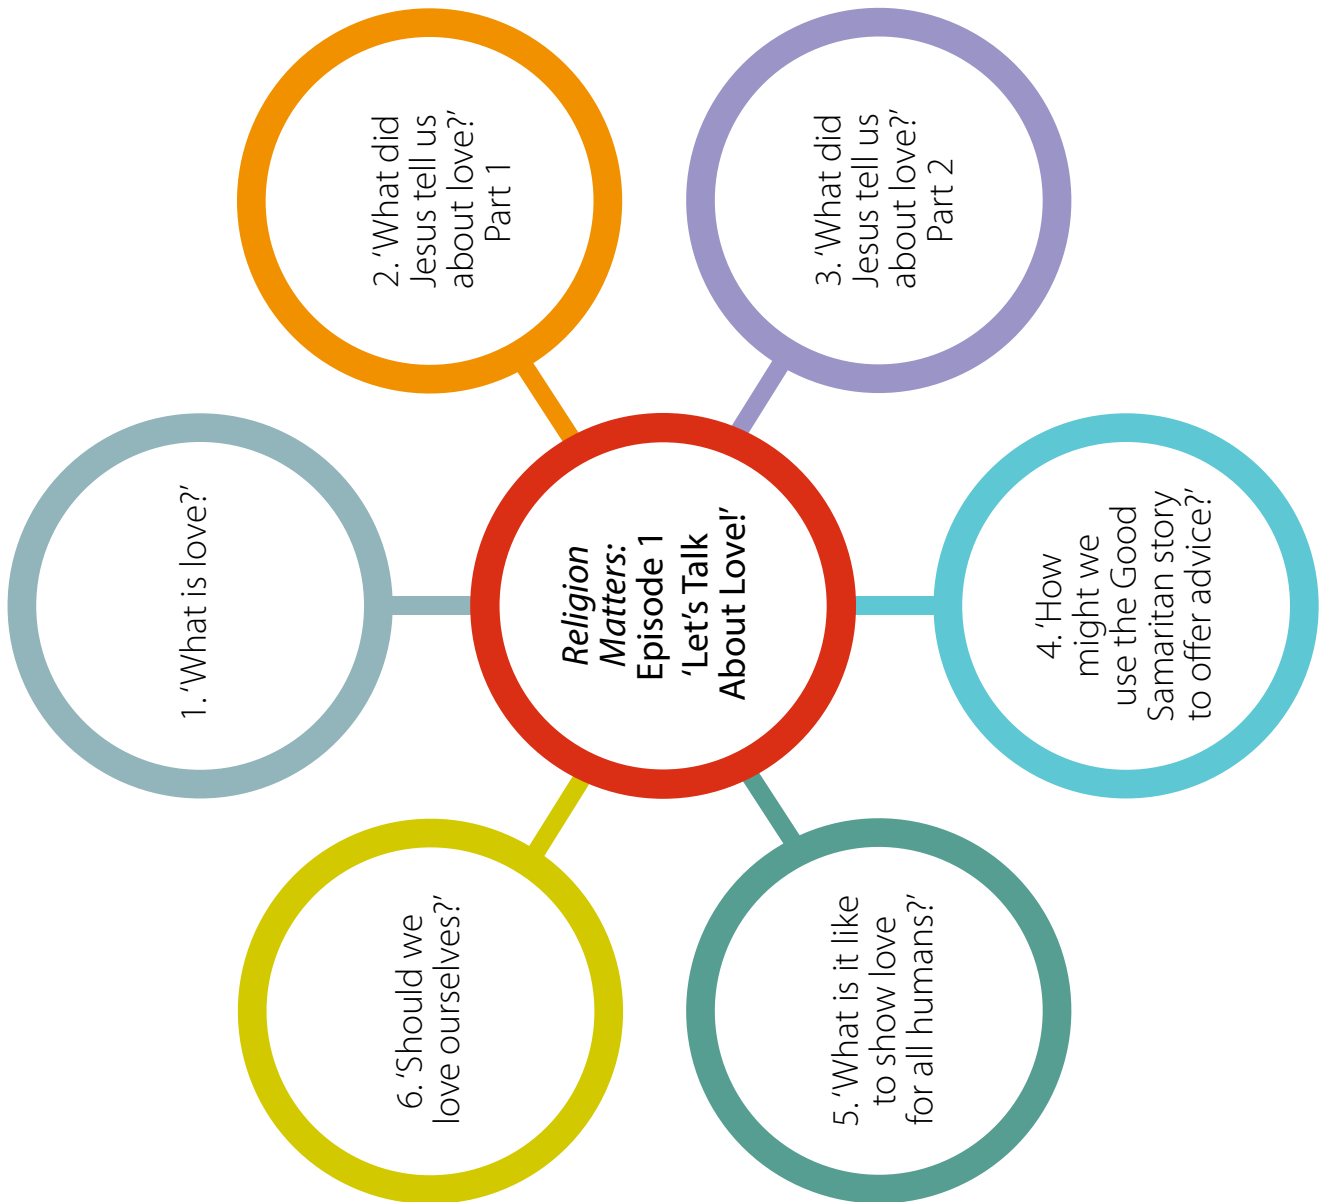 Religion
Matters:
Episode 1
‘Let’s Talk
About Love!’
1. ‘What is love?’
2. ‘What did
Jesus tell us
about love?’
Part 1
3. ‘What did
Jesus tell us
about love?’
Part 2
4. ‘How
might we
use the Good
Samaritan story
to offer advice?’
5. ‘What is it like
to show love
for all humans?’
6. ‘Should we
love ourselves?’